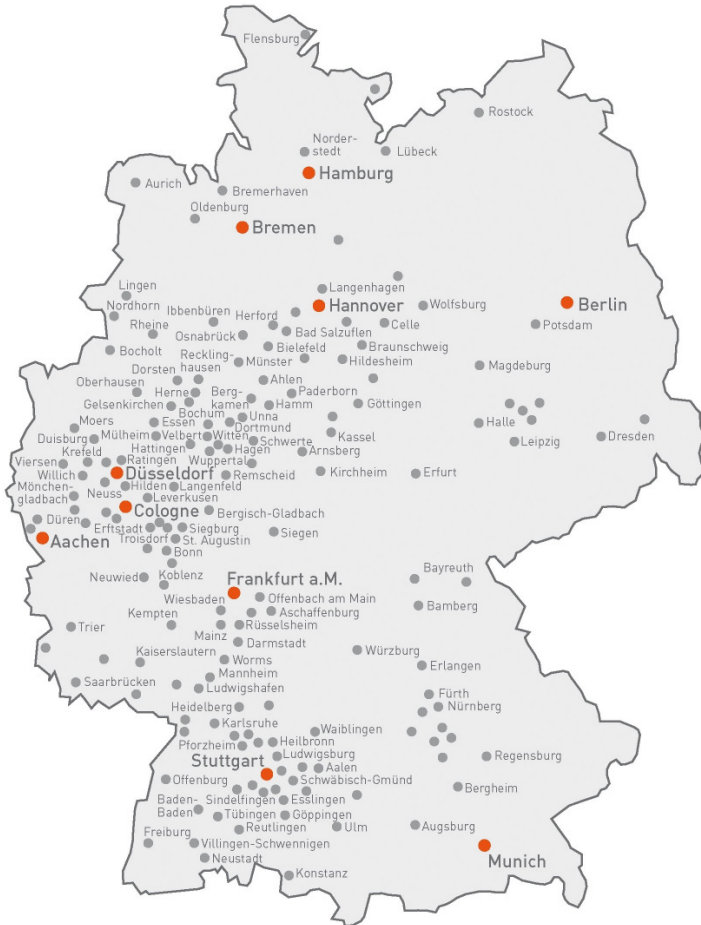 Flensburg
Rostock
Norder-
stedt
Lübeck
Hamburg
Aurich
Bremerhaven
Oldenburg
Bremen
Lingen
Langenhagen
Nordhorn
Ibbenbüren
Herford
Hannover
Wolfsburg
Berlin
Rheine
Osnabrück
Bad Salzuflen
Celle
Potsdam
Bocholt
Reckling-
hausen
Münster
Bielefeld
Braunschweig
Hildesheim
Magdeburg
Dorsten
Oberhausen
Ahlen
Herne
Berg-
kamen
Paderborn
Gelsenkirchen
Hamm
Göttingen
Moers
Essen
Bochum
Unna
Dortmund
Halle
Duisburg
Mülheim
Velbert
Witten
Schwerte
Kassel
Leipzig
Dresden
Krefeld
Hattingen
Hagen
Arnsberg
Viersen
Ratingen
Wuppertal
Willich
Düsseldorf
Remscheid
Kirchheim
Erfurt
Mönchen-
gladbach
Neuss
Hilden
Langenfeld
Leverkusen
Cologne
Bergisch-Gladbach
Düren
Erftstadt
Siegburg
Siegen
Aachen
Troisdorf
St. Augustin
Bonn
Neuwied
Koblenz
Frankfurt a.M.
Bayreuth
Wiesbaden
Offenbach am Main
Bamberg
Kempten
Aschaffenburg
Trier
Mainz
Rüsselsheim
Darmstadt
Kaiserslautern
Worms
Würzburg
Erlangen
Saarbrücken
Mannheim
Ludwigshafen
Fürth
Heidelberg
Nürnberg
Karlsruhe
Waiblingen
Pforzheim
Heilbronn
Stuttgart
Ludwigsburg
Regensburg
Aalen
Offenburg
Schwäbisch-Gmünd
Bergheim
Baden-
Baden
Sindelfingen
Esslingen
Tübingen
Göppingen
Freiburg
Reutlingen
Ulm
Augsburg
Villingen-Schwennigen
Munich
Neustadt
Konstanz